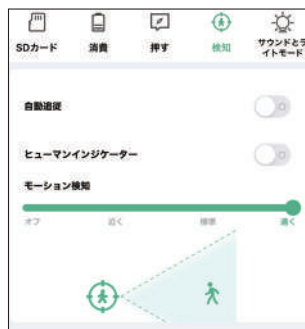 SDカード 消費 押す 検知 サウンドとラ
イトモード
自動追従
ヒューマンインジケーター
モーション検知
オフ 近く 標準 遠く